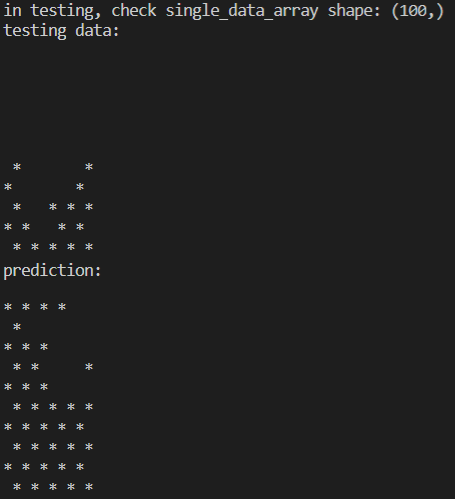 in testing, check single_data_array shape: (100,)
testing data:
 *       *
*       *
 *   * * *
* *   * *
 * * * * *
prediction:
* * * *
 *
* * *
 * *     *
* * *
 * * * * *
* * * * *
 * * * * *
* * * * *
 * * * * *